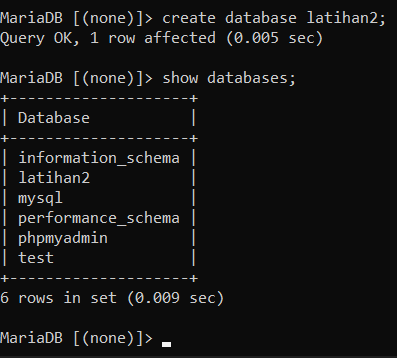 MariaDB [(none)]> create database latihan2;
Query OK, 1 row affected (0.005 sec)
MariaDB [(none)]> show databases;
+--------------------+
| Database           |
+--------------------+
| information_schema |
| latihan2           |
| mysql              |
| performance_schema |
| phpmyadmin         |
| test               |
+--------------------+
6 rows in set (0.009 sec)
MariaDB [(none)]> _